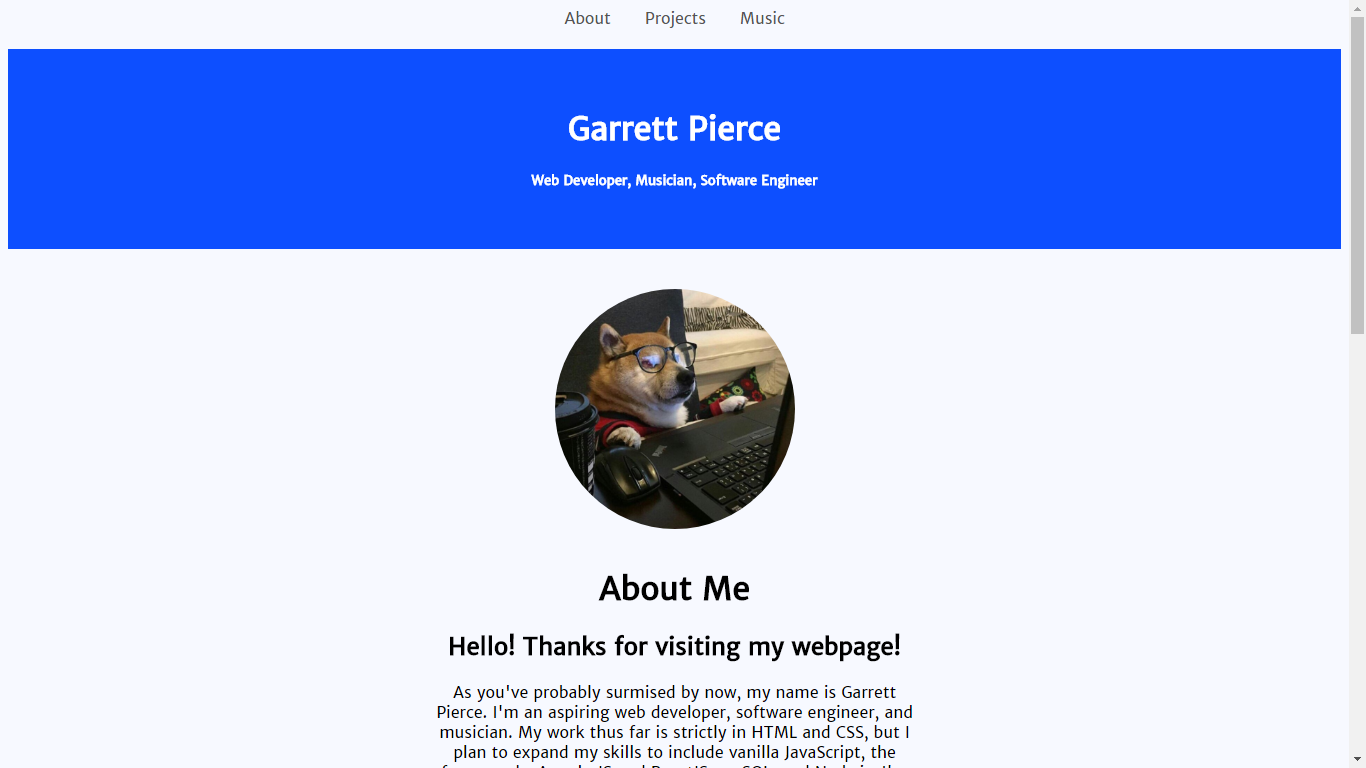 About Projects Music
Garrett Pierce
Web Developer, Musician, Software Engineer
About Me
Hello! Thanks for visiting my webpage!
As you've probably surmised by now, my name is Garrett
Pierce. I'm an aspiring web developer, software engineer, and
musician. My work thus far is strictly in HTML and CSS, but I
plan to expand my skills to include vanilla JavaScript, the